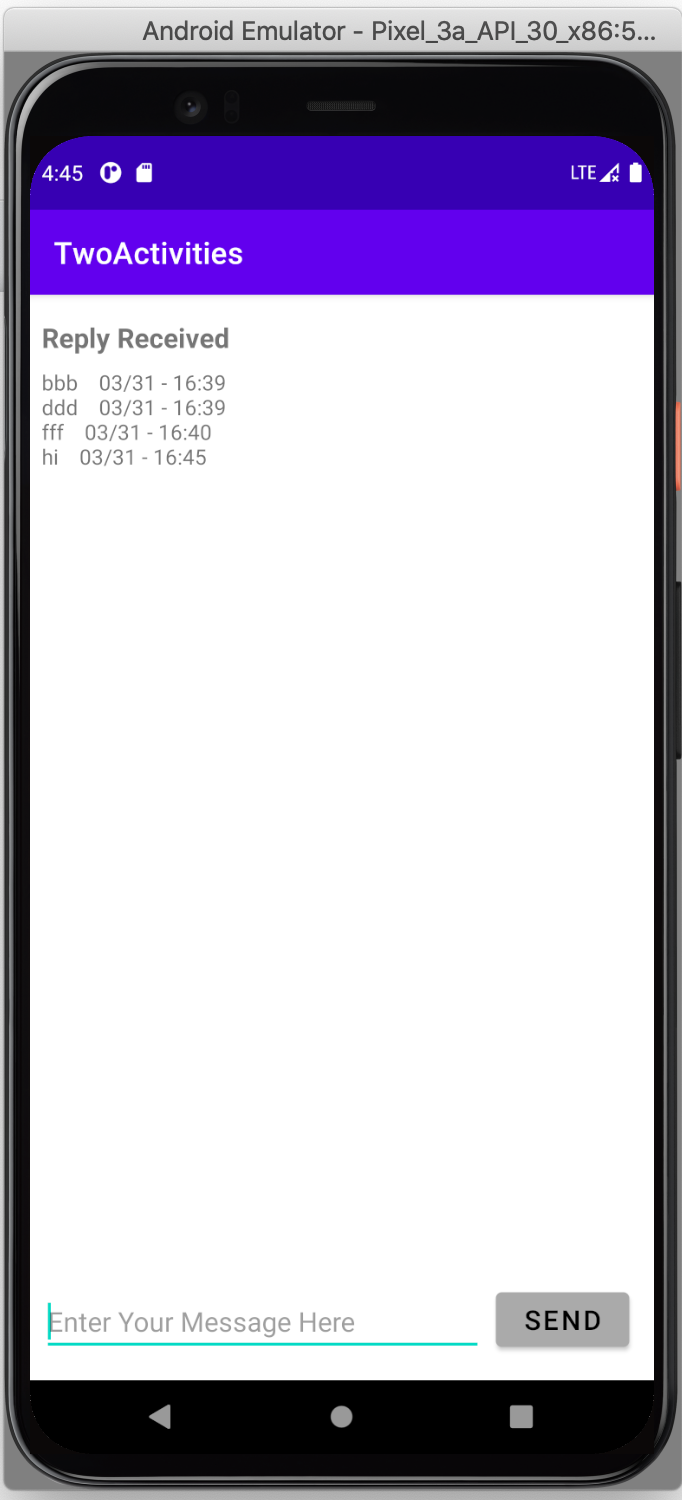 Android Emulator - Pixel_3a_API_30_x86:5...
4:45 LTE
TwoActivities
Reply Received
bbb 03/31 - 16:39
ddd 03/31 - 16:39
fff 03/31 - 16:40
hi 03/31 - 16:45
Enter Your Message Here SEND